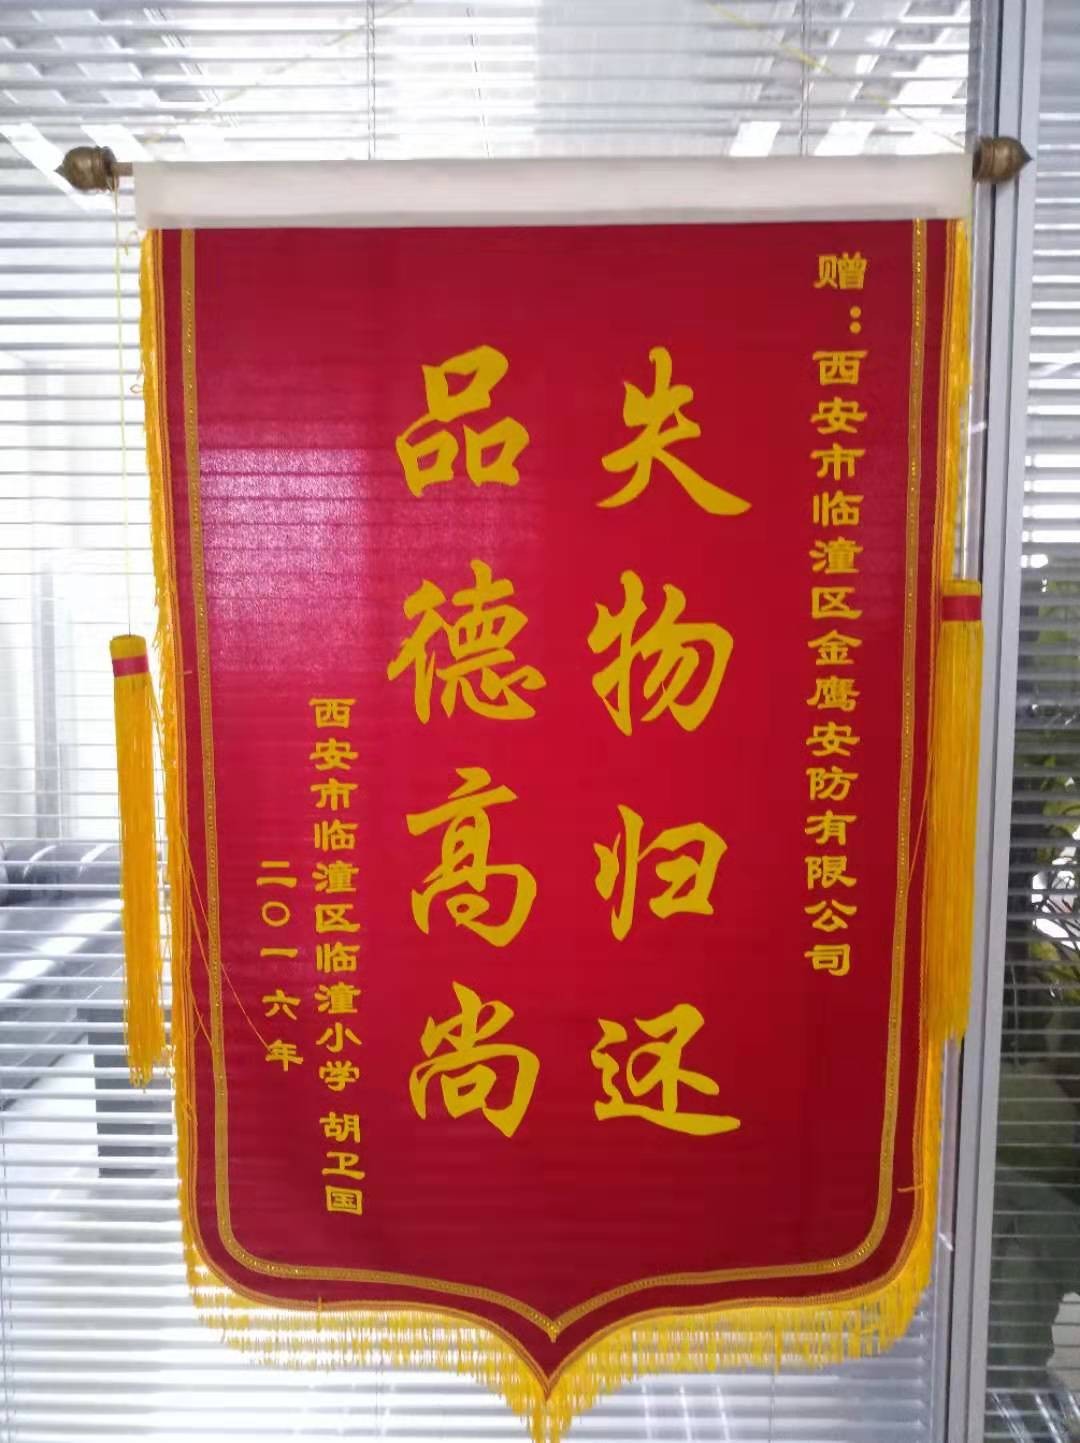 赠：西安市临潼区金鹰安防有限公司
失物归还
品德高尚
西安市临潼区临潼小学 胡卫国
二〇一六年